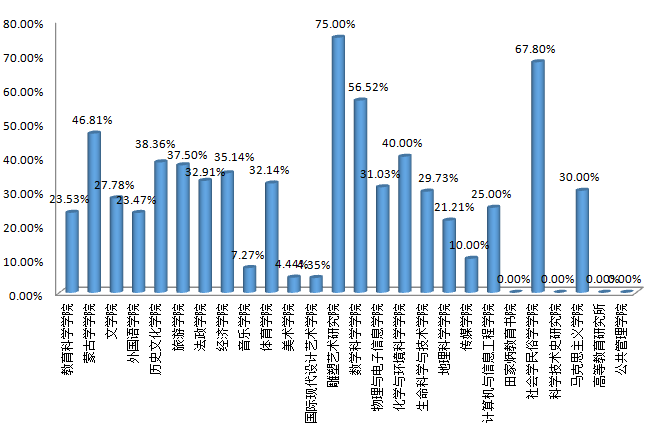 80.00%
70.00%
60.00%
50.00%
40.00%
30.00%
20.00%
10.00%
0.00%
23.53%
46.81%
27.78%
23.47%
38.36%
37.50%
32.91%
35.14%
7.27%
32.14%
4.44%
4.35%
75.00%
56.52%
31.03%
40.00%
29.73%
21.21%
10.00%
25.00%
0.00%
67.80%
0.00%
30.00%
0.00%
0.00%
教育科学学院
蒙古学学院
文学院
外国语学院
历史文化学院
旅游学院
法政学院
经济学院
音乐学院
体育学院
美术学院
国际现代设计艺术学院
雕塑艺术研究院
数学科学学院
物理与电子信息学院
化学与环境科学学院
生命科学与技术学院
地理科学学院
传媒学院
计算机与信息工程学院
田家炳教育书院
社会学民俗学学院
科学技术史研究院
马克思主义学院
高等教育研究所
公共管理学院